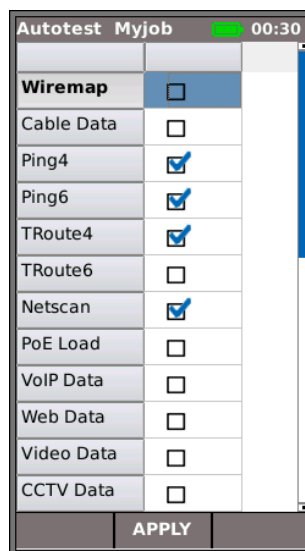 Autotest Myjob 00:30
Wiremap
Cable Data
Ping4
Ping6
TRoute4
TRoute6
Netscan
PoE Load
VoIP Data
Web Data
Video Data
CCTV Data
APPLY